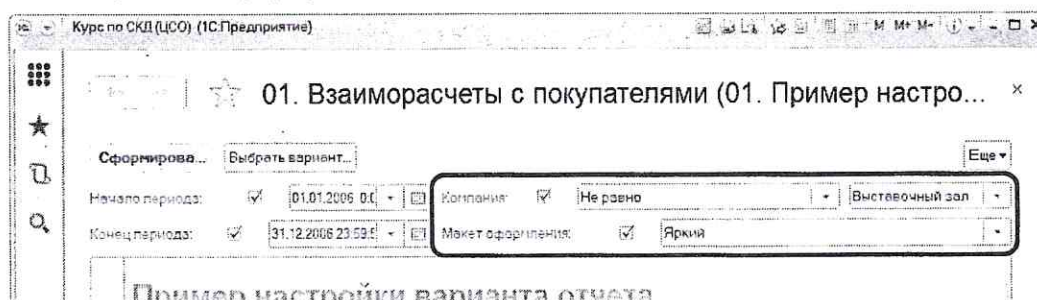 Курс по СКД (ЦСО) (1С:Предприятие) M M+ M-
01. Взаиморасчеты с покупателями (01. Пример настро... ×
Сформирова... Выбрать вариант... Еще
Начало периода: 01.01.2006 0:( Компания: Не равно Выставочный зал
Конец периода: 31.12.2006 23:59:5 Макет оформления: Яркий
Пример настройки варианта отчета